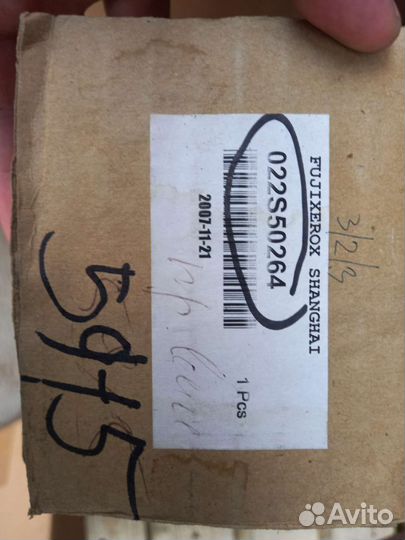 FUJIXEROX SHANGHAI
3/2/3
022S50264
2007-11-21
1 Pcs
5915
Avito